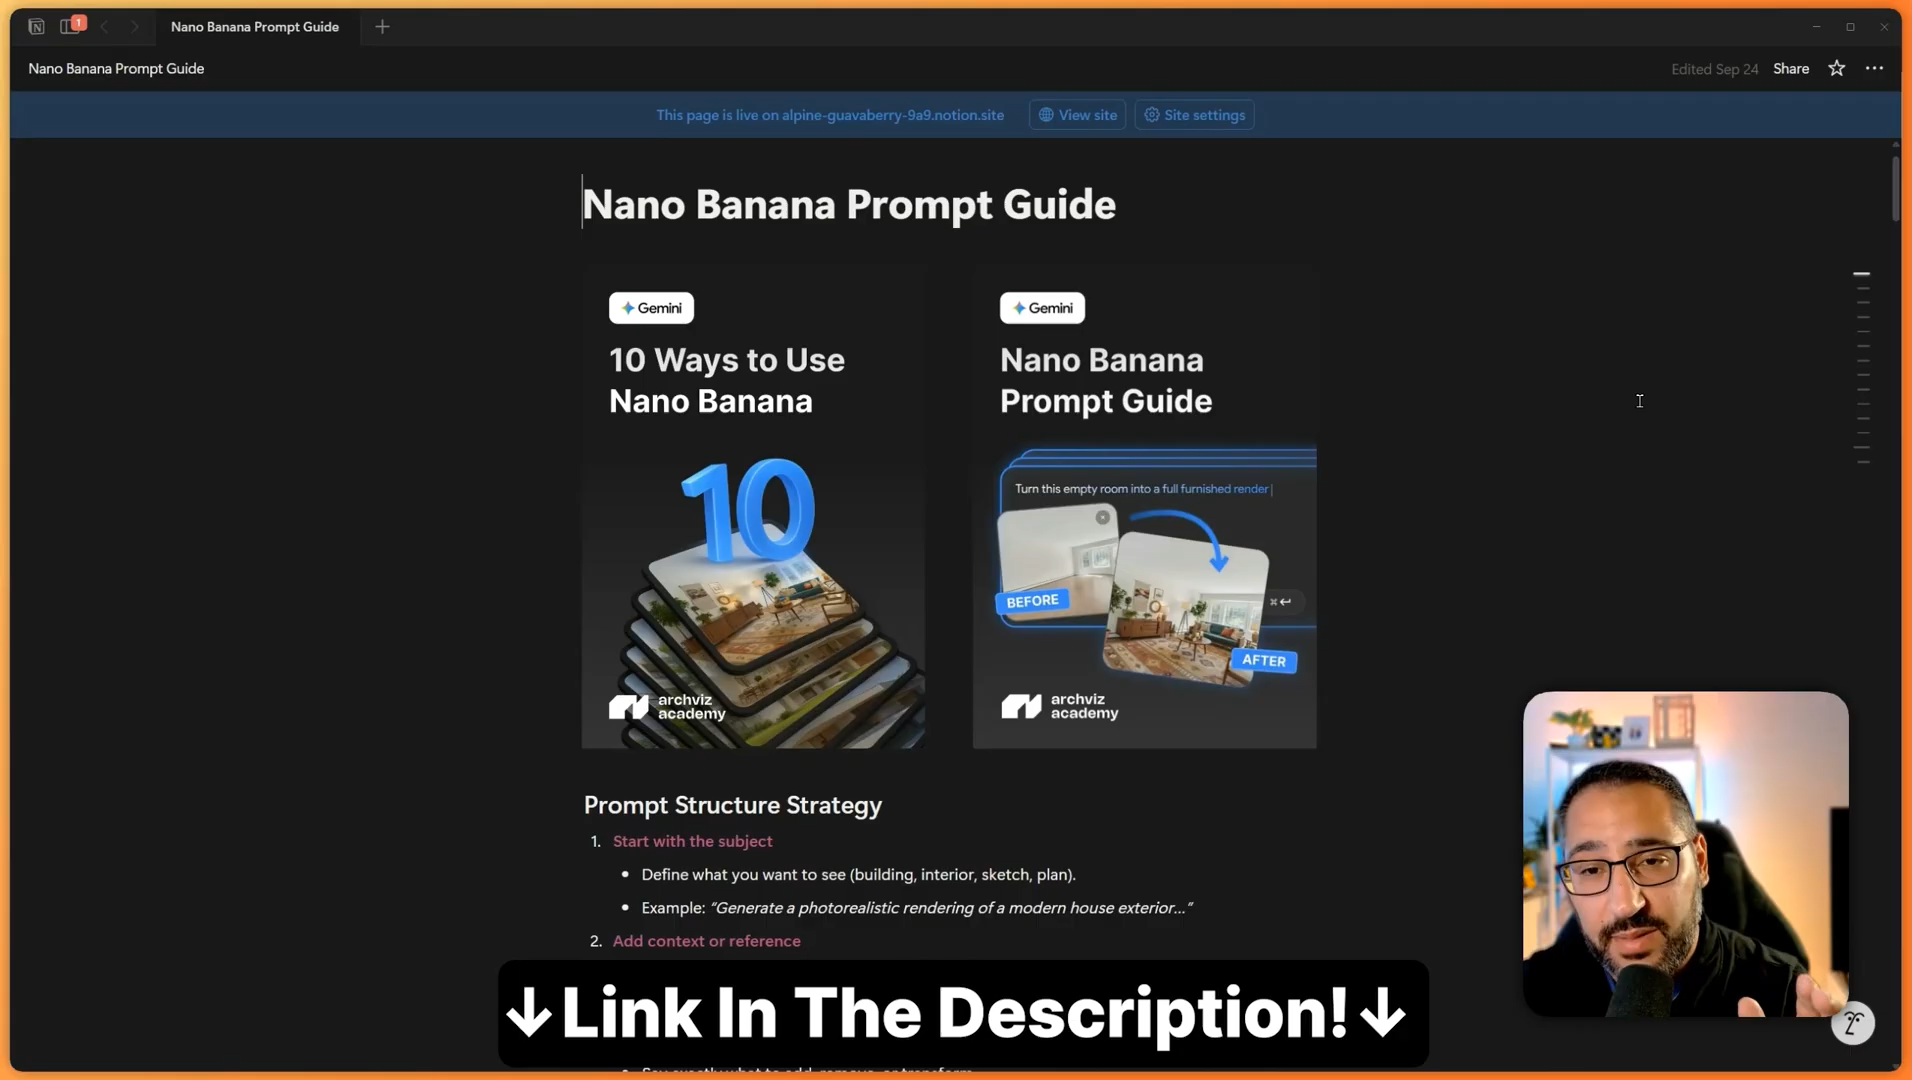 1
Nano Banana Prompt Guide
Nano Banana Prompt Guide
Edited Sep 24
Share
This page is live on alpine-guavaberry-9a9.notion.site
View site
Site settings
Nano Banana Prompt Guide
Gemini
10 Ways to Use
Nano Banana
10
archviz
academy
Gemini
Nano Banana
Prompt Guide
Turn this empty room into a full furnished render
BEFORE
AFTER
archviz
academy
Prompt Structure Strategy
1. Start with the subject
• Define what you want to see (building, interior, sketch, plan).
• Example: “Generate a photorealistic rendering of a modern house exterior...”
2. Add context or reference
↓Link In The Description!↓